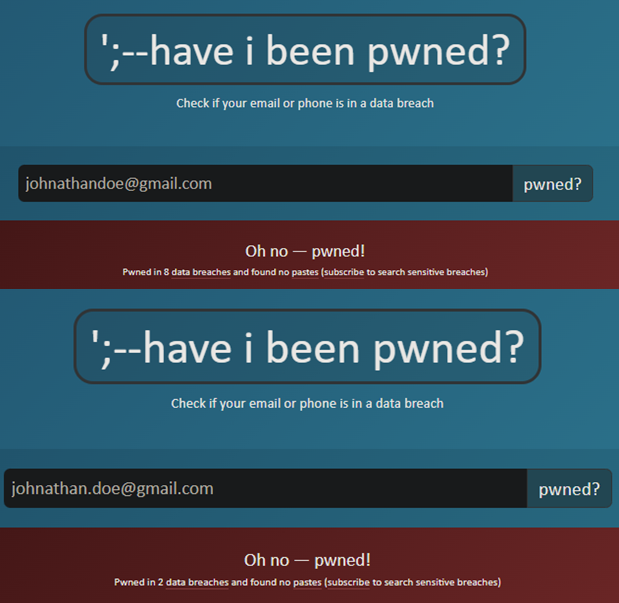 ';--have i been pwned?
Check if your email or phone is in a data breach
johnathandoe@gmail.com pwned?
Oh no — pwned!
Pwned in 8 data breaches and found no pastes (subscribe to search sensitive breaches)
';--have i been pwned?
Check if your email or phone is in a data breach
johnathan.doe@gmail.com pwned?
Oh no — pwned!
Pwned in 2 data breaches and found no pastes (subscribe to search sensitive breaches)